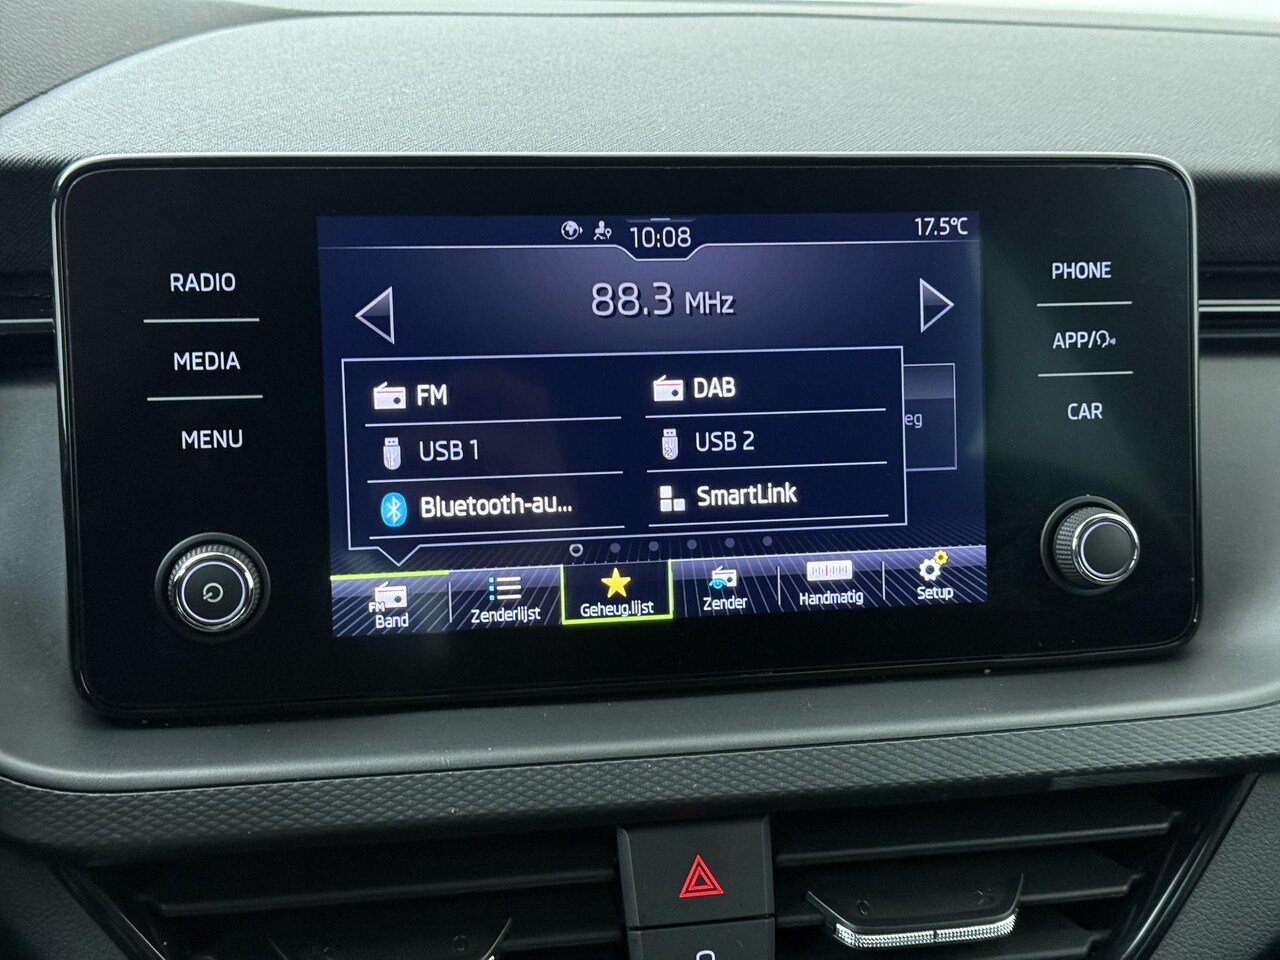 10:08
17.5°C
RADIO
88.3 MHz
PHONE
MEDIA
APP/
FM
DAB
MENU
USB 1
USB 2
eg
CAR
Bluetooth-au...
SmartLink
FM
Band
Zenderlijst
Geheug.lijst
Zender
Handmatig
Setup